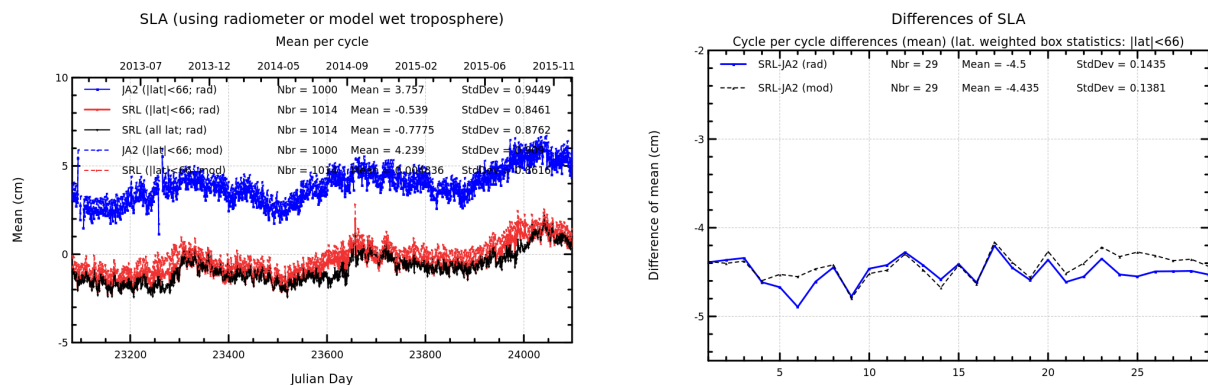 SLA (using radiometer or model wet troposphere)
Mean per cycle
2013-07 2013-12 2014-05 2014-09 2015-02 2015-06 2015-11
10
5
0
-5
Mean (cm)
JA2 (|lat|<66; rad) Nbr = 1000 Mean = 3.757 StdDev = 0.9449
SRL (|lat|<66; rad) Nbr = 1014 Mean = -0.539 StdDev = 0.8461
SRL (all lat; rad) Nbr = 1014 Mean = -0.7775 StdDev = 0.8762
JA2 (|lat|<66; mod) Nbr = 1000 Mean = 4.239 StdDev =
SRL (|lat|<66; mod) Nbr = Mean = StdDev =
23200 23400 23600 23800 24000
Julian Day
Differences of SLA
Cycle per cycle differences (mean) (lat. weighted box statistics: |lat|<66)
-2
-3
-4
-5
Difference of mean (cm)
SRL-JA2 (rad) Nbr = 29 Mean = -4.5 StdDev = 0.1435
SRL-JA2 (mod) Nbr = 29 Mean = -4.435 StdDev = 0.1381
5 10 15 20 25